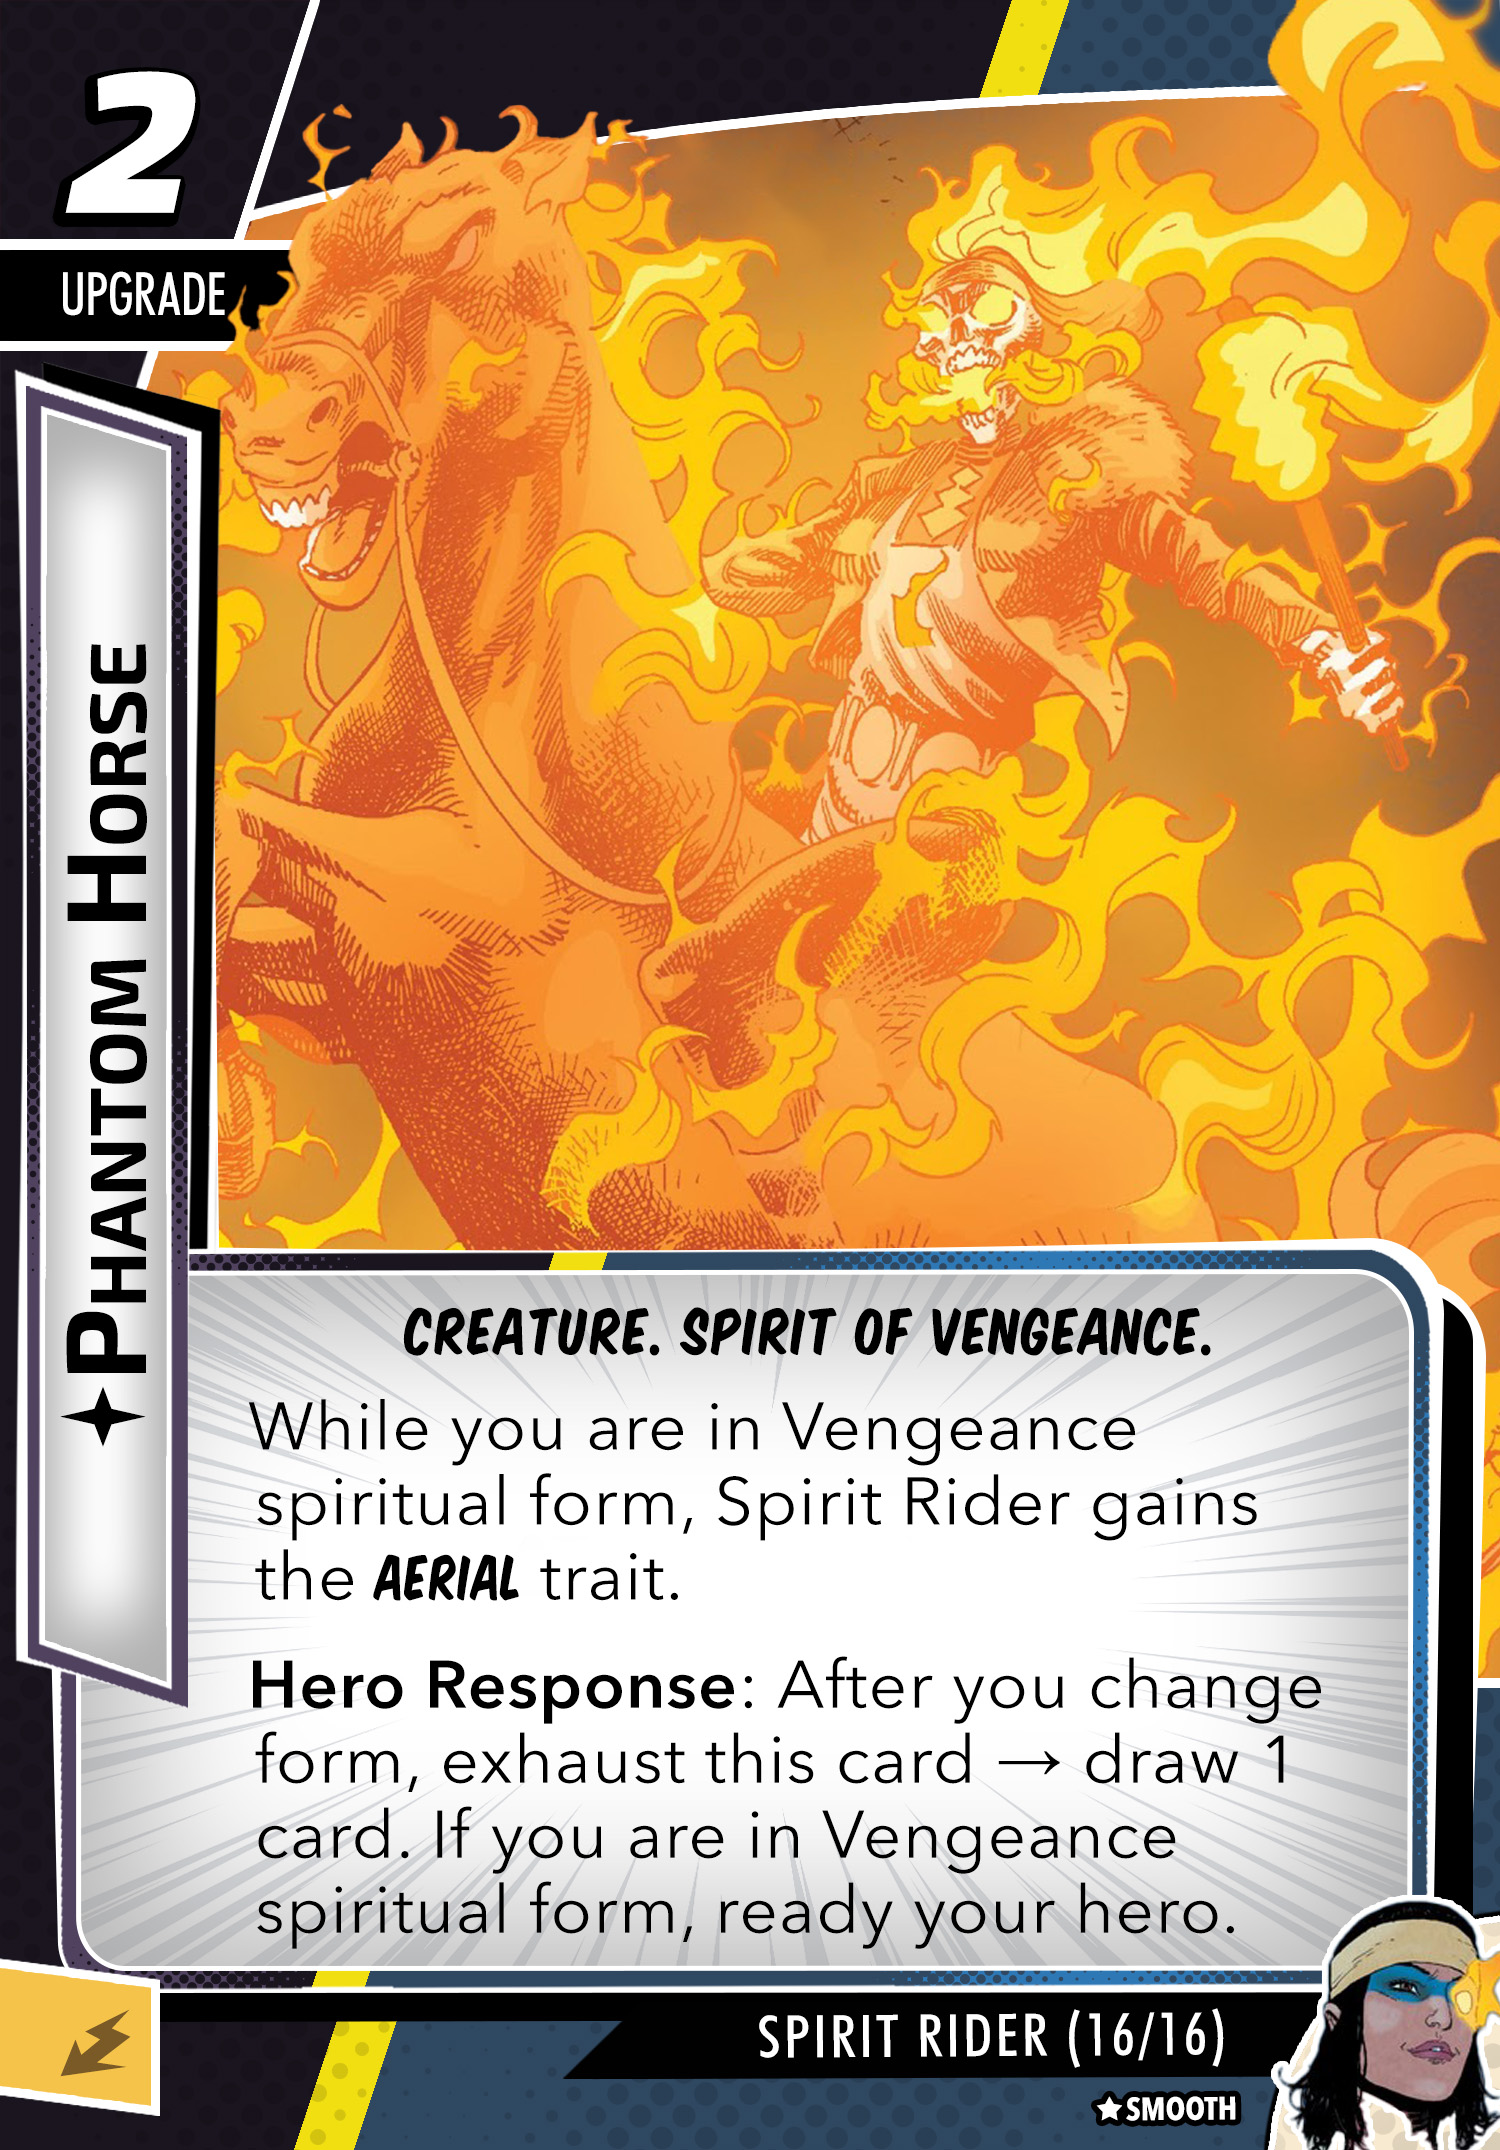 2
UPGRADE
PHANTOM HORSE
CREATURE. SPIRIT OF VENGEANCE.
While you are in Vengeance
spiritual form, Spirit Rider gains
the AERIAL trait.
Hero Response: After you change
form, exhaust this card → draw 1
card. If you are in Vengeance
spiritual form, ready your hero.
SPIRIT RIDER (16/16)
★SMOOTH